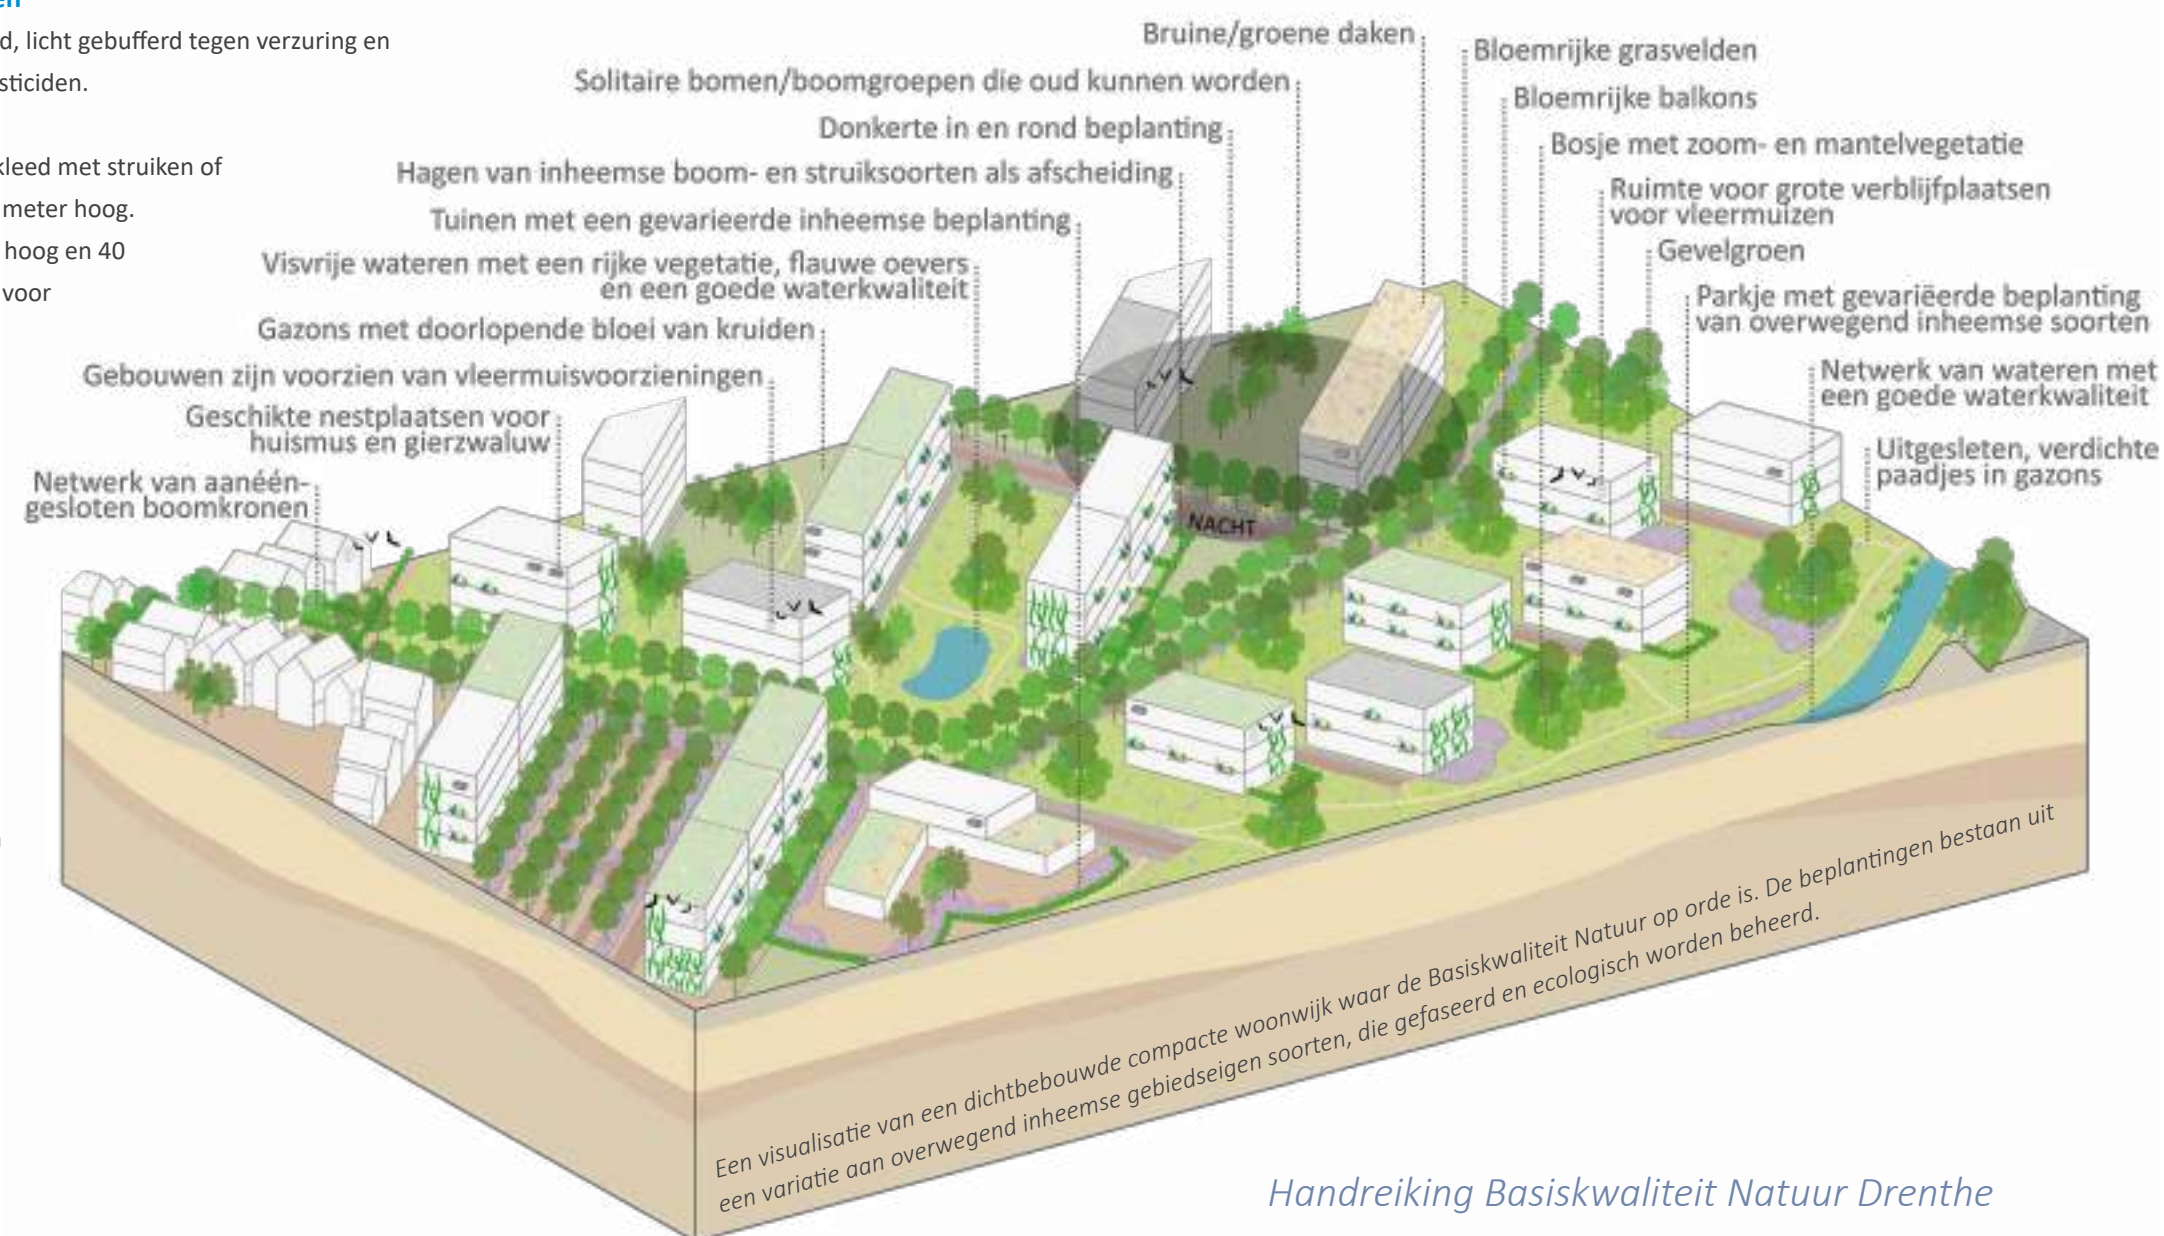 en
d, licht gebufferd tegen verzuring en
sticiden.
kleed met struiken of
meter hoog.
hoog en 40
voor
Bruine/groene daken
Solitaire bomen/boomgroepen die oud kunnen worden
Donkerte in en rond beplanting
Hagen van inheemse boom- en struiksoorten als afscheiding
Tuinen met een gevarieerde inheemse beplanting
Visvrije wateren met een rijke vegetatie, flauwe oevers
en een goede waterkwaliteit
Gazons met doorlopende bloei van kruiden
Gebouwen zijn voorzien van vleermuisvoorzieningen
Geschikte nestplaatsen voor
huismus en gierzwaluw
Netwerk van aanéén-
gesloten boomkronen
Bloemrijke grasvelden
Bloemrijke balkons
Bosje met zoom- en mantelvegetatie
Ruimte voor grote verblijfplaatsen
voor vleermuizen
Gevelgroen
Parkje met gevariëerde beplanting
van overwegend inheemse soorten
Netwerk van wateren met
een goede waterkwaliteit
Uitgesleten, verdichte
paadjes in gazons
NACHT
Een visualisatie van een dichtbebouwde compacte woonwijk waar de Basiskwaliteit Natuur op orde is. De beplantingen bestaan uit
een variatie aan overwegend inheemse gebiedseigen soorten, die gefaseerd en ecologisch worden beheerd.
Handreiking Basiskwaliteit Natuur Drenthe